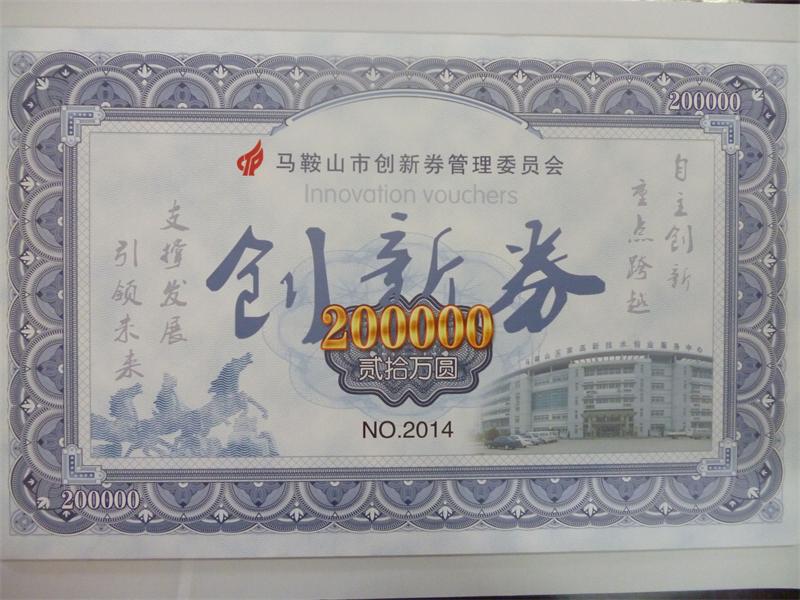 200000
马鞍山市创新券管理委员会
Innovation vouchers
自主创新
重点跨越
创新券
支撑发展
引领未来
200000
贰拾万圆
NO.2014
200000